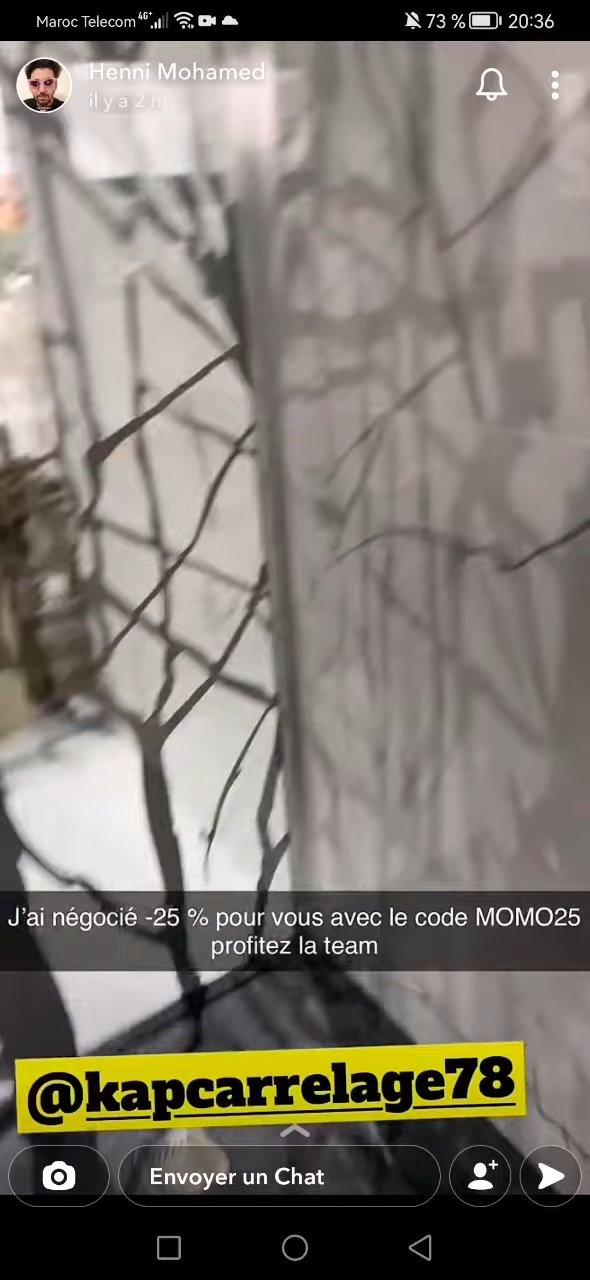 Maroc Telecom 4G+ 73 % 20:36
Henni Mohamed
il y a 2 h
J'ai négocié -25 % pour vous avec le code MOMO25
profitez la team
@kapcarrelage78
Envoyer un Chat